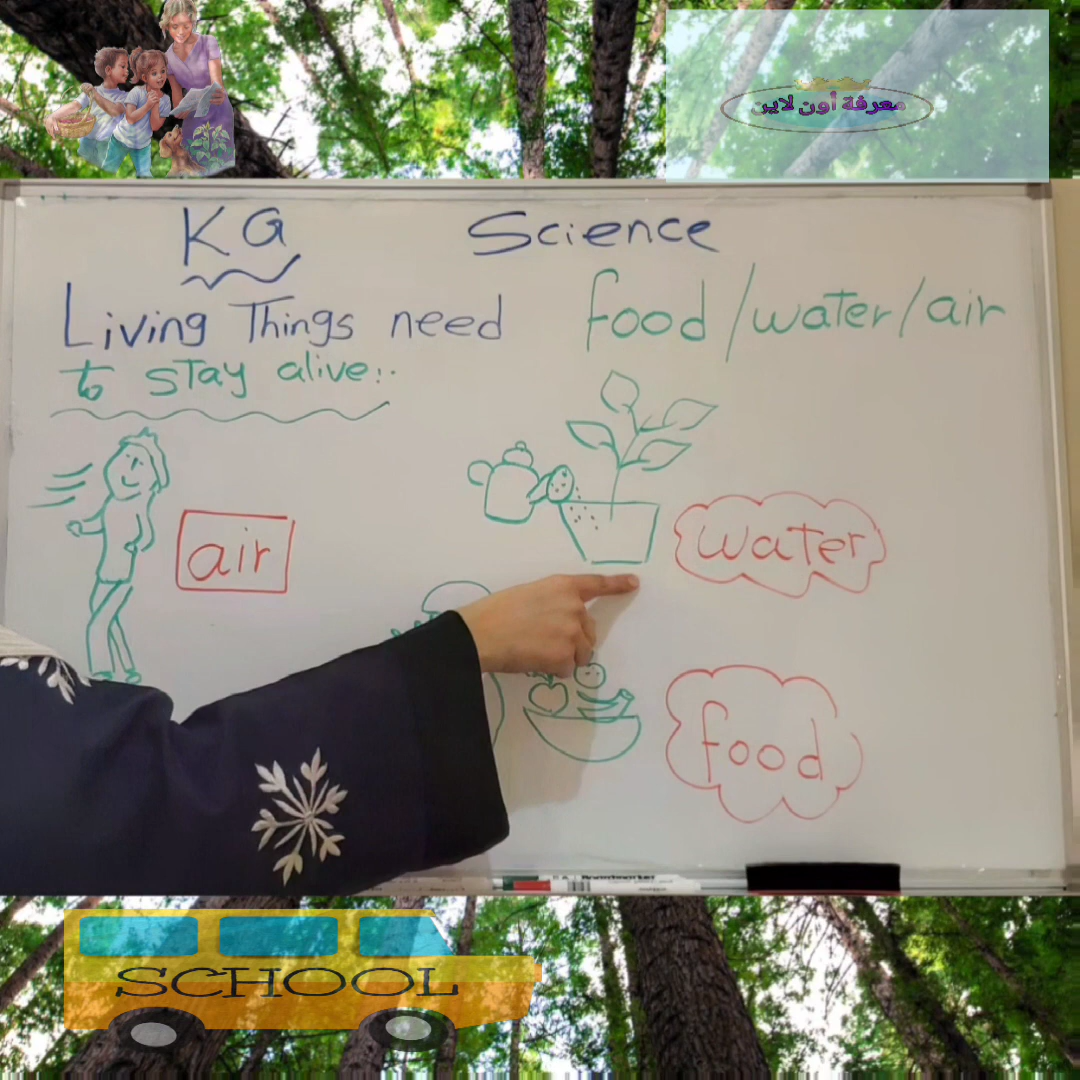 معرفة أون لاين
KG Science
Living Things need food/water/air
to stay alive:.
air
water
food
SCHOOL